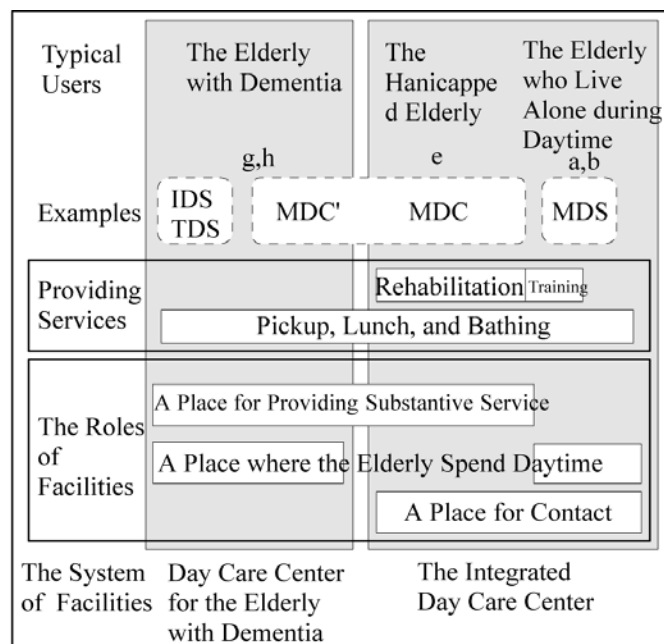 Typical
Users
The Elderly
with Dementia
The
Hanicappe
d Elderly
The Elderly
who Live
Alone during
Daytime
g,h
e
a,b
Examples
IDS
TDS
MDC'
MDC
MDS
Providing
Services
Rehabilitation
Training
Pickup, Lunch, and Bathing
The Roles
of
Facilities
A Place for Providing Substantive Service
A Place where the Elderly Spend Daytime
A Place for Contact
The System
of Facilities
Day Care Center
for the Elderly
with Dementia
The Integrated
Day Care Center